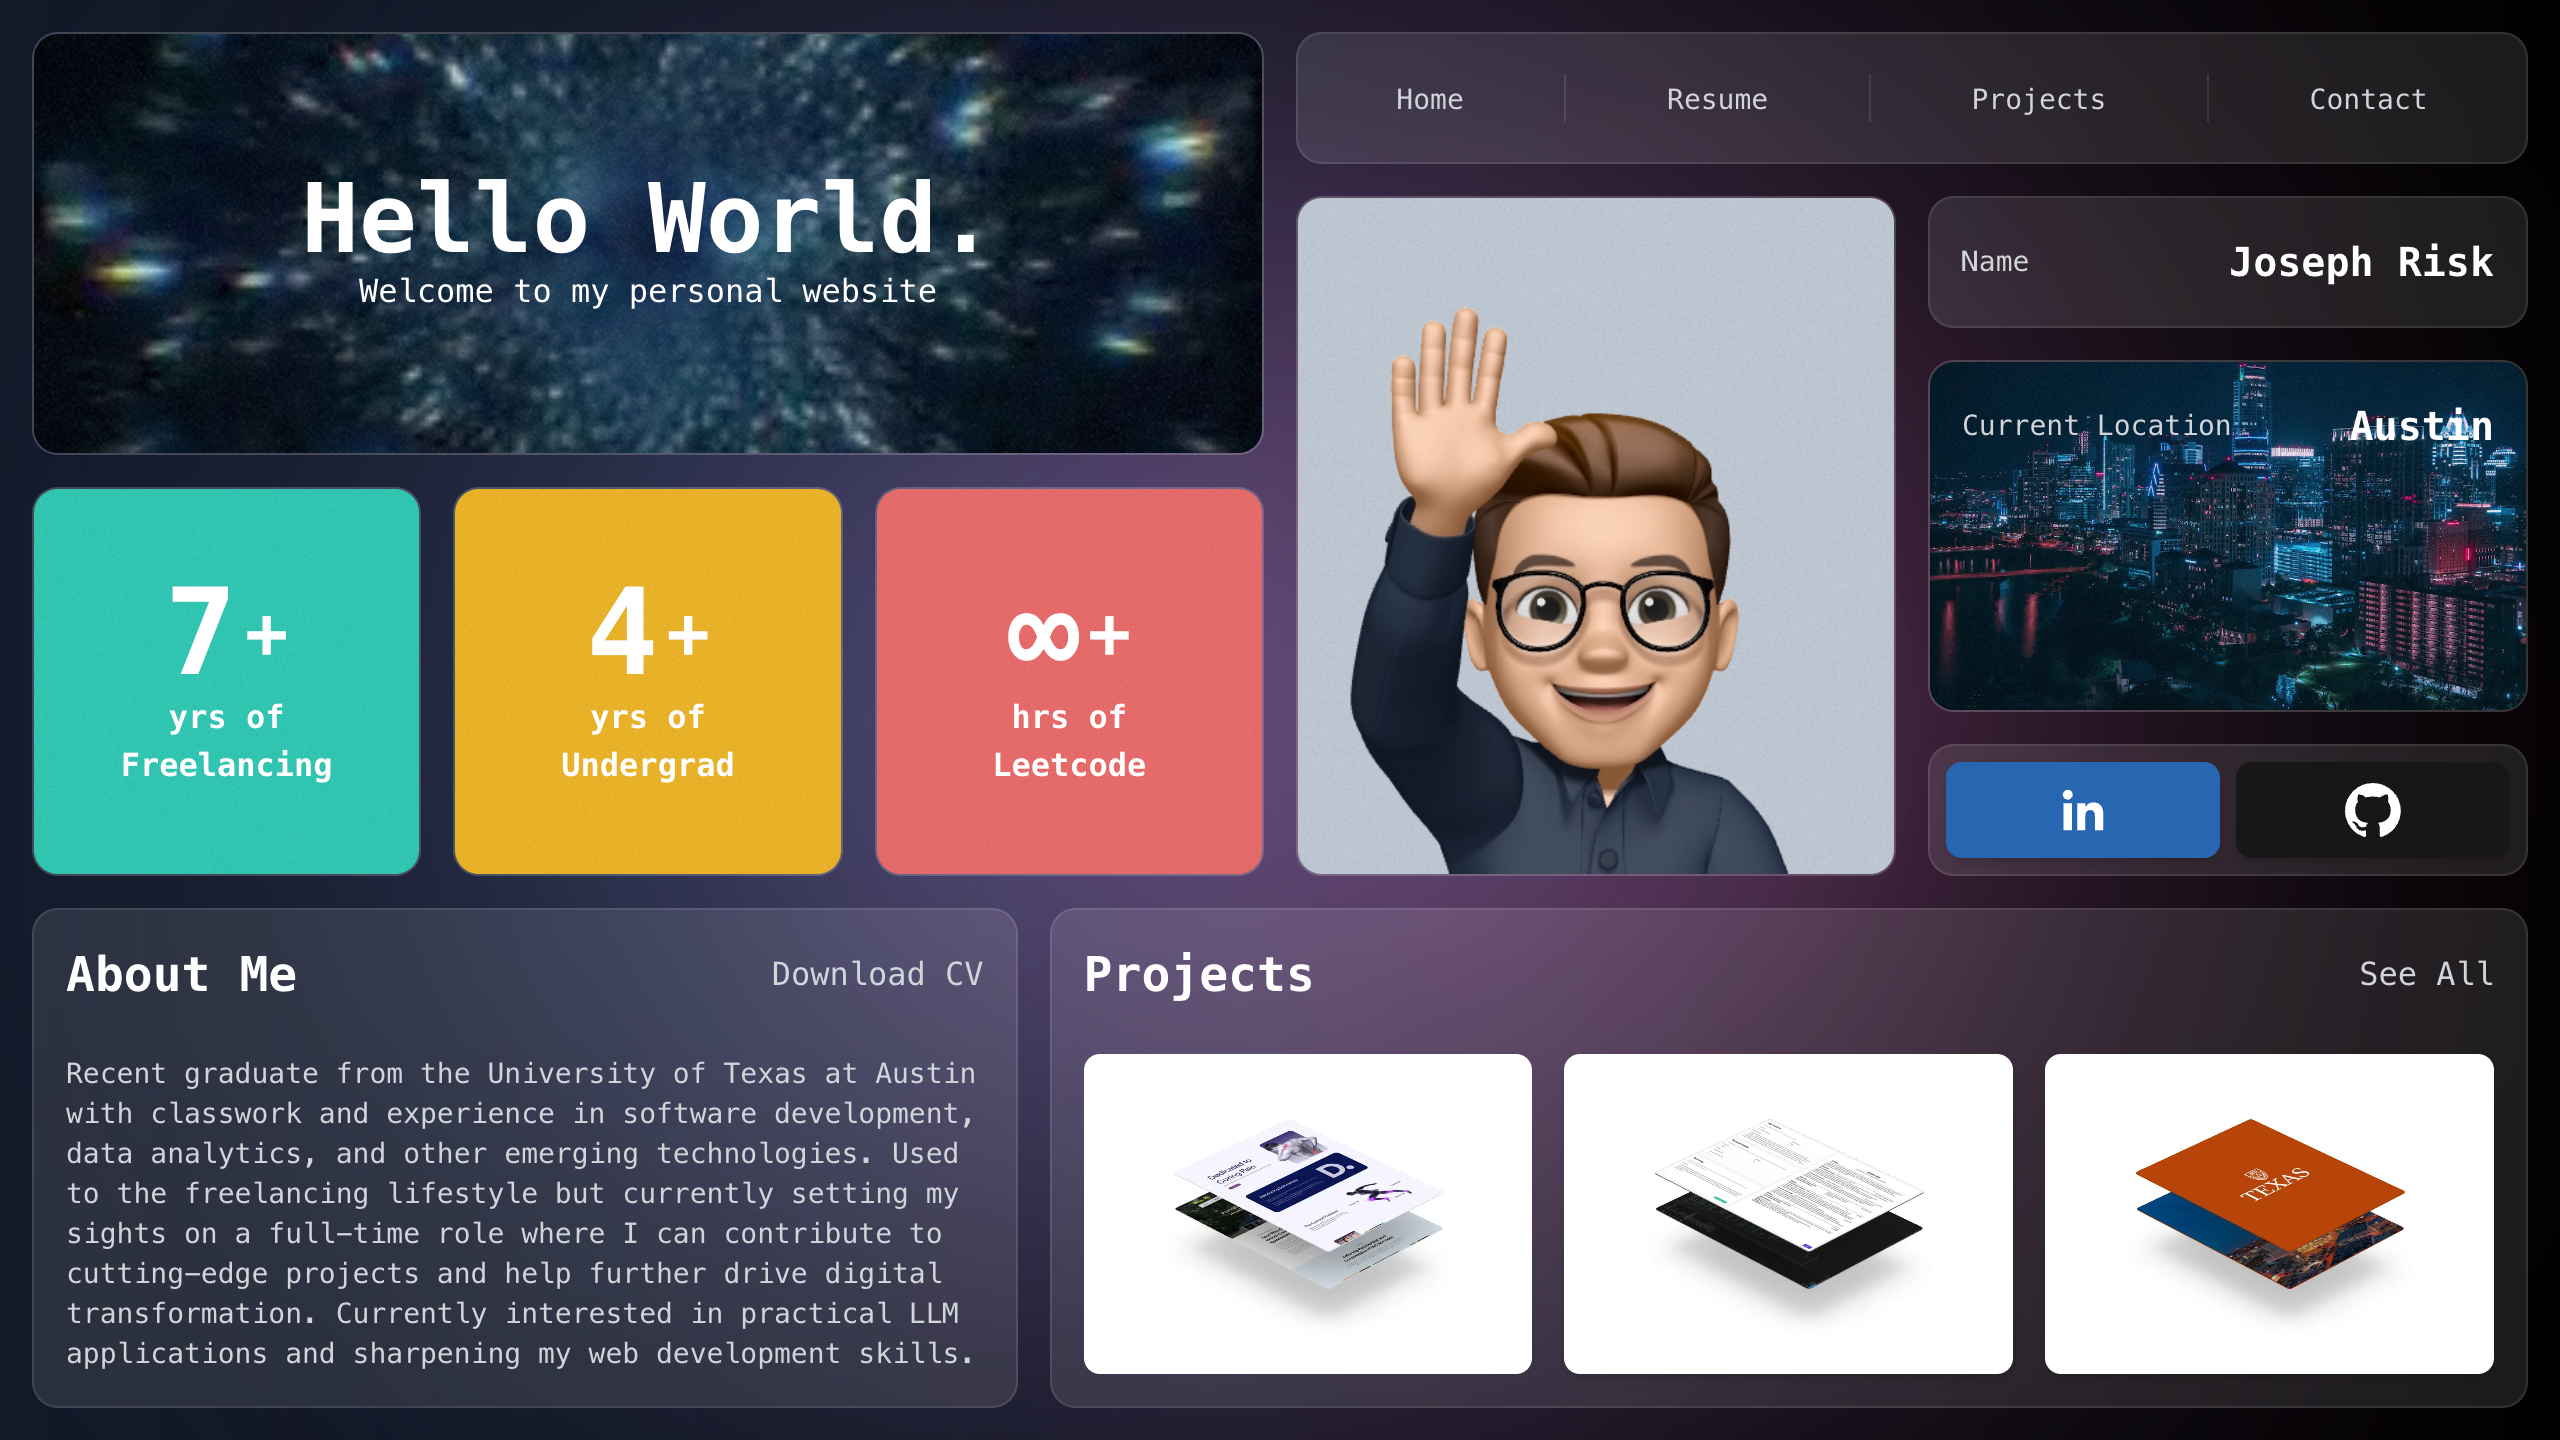 Hello World.
Welcome to my personal website
Home
Resume
Projects
Contact
Name
Joseph Risk
Current Location
Austin
7+
yrs of
Freelancing
4+
yrs of
Undergrad
∞+
hrs of
Leetcode
in
About Me
Download CV
Recent graduate from the University of Texas at Austin
with classwork and experience in software development,
data analytics, and other emerging technologies. Used
to the freelancing lifestyle but currently setting my
sights on a full-time role where I can contribute to
cutting-edge projects and help further drive digital
transformation. Currently interested in practical LLM
applications and sharpening my web development skills.
Projects
See All
Dedicated to
Curing Pain
D.
TEXAS